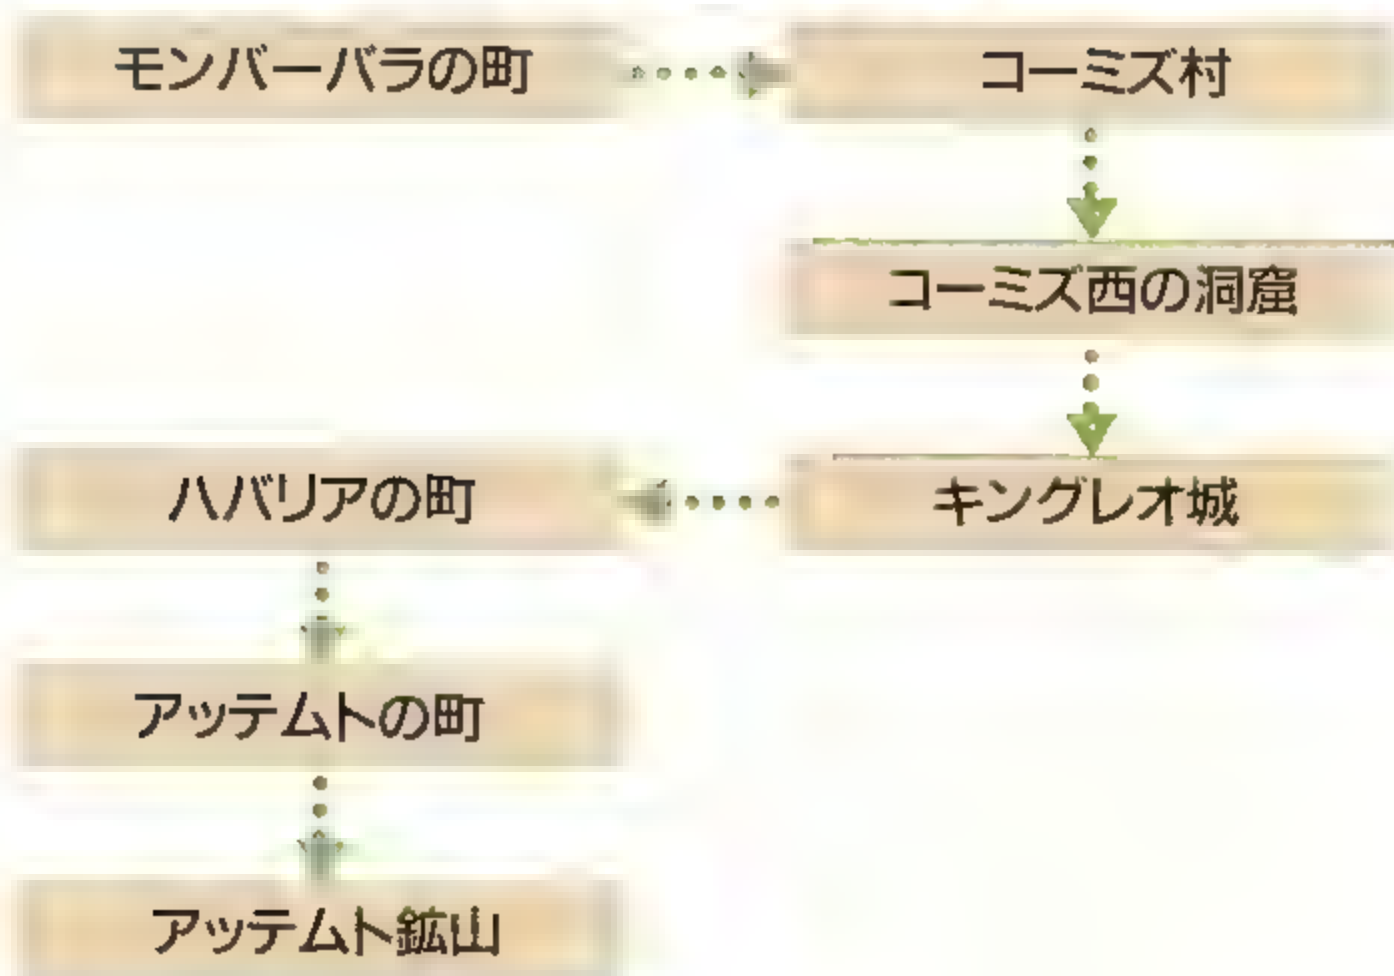 モンバーバラの町
コーミズ村
コーミズ西の洞窟
キングレオ城
ハバリアの町
アッテムトの町
アッテムト鉱山